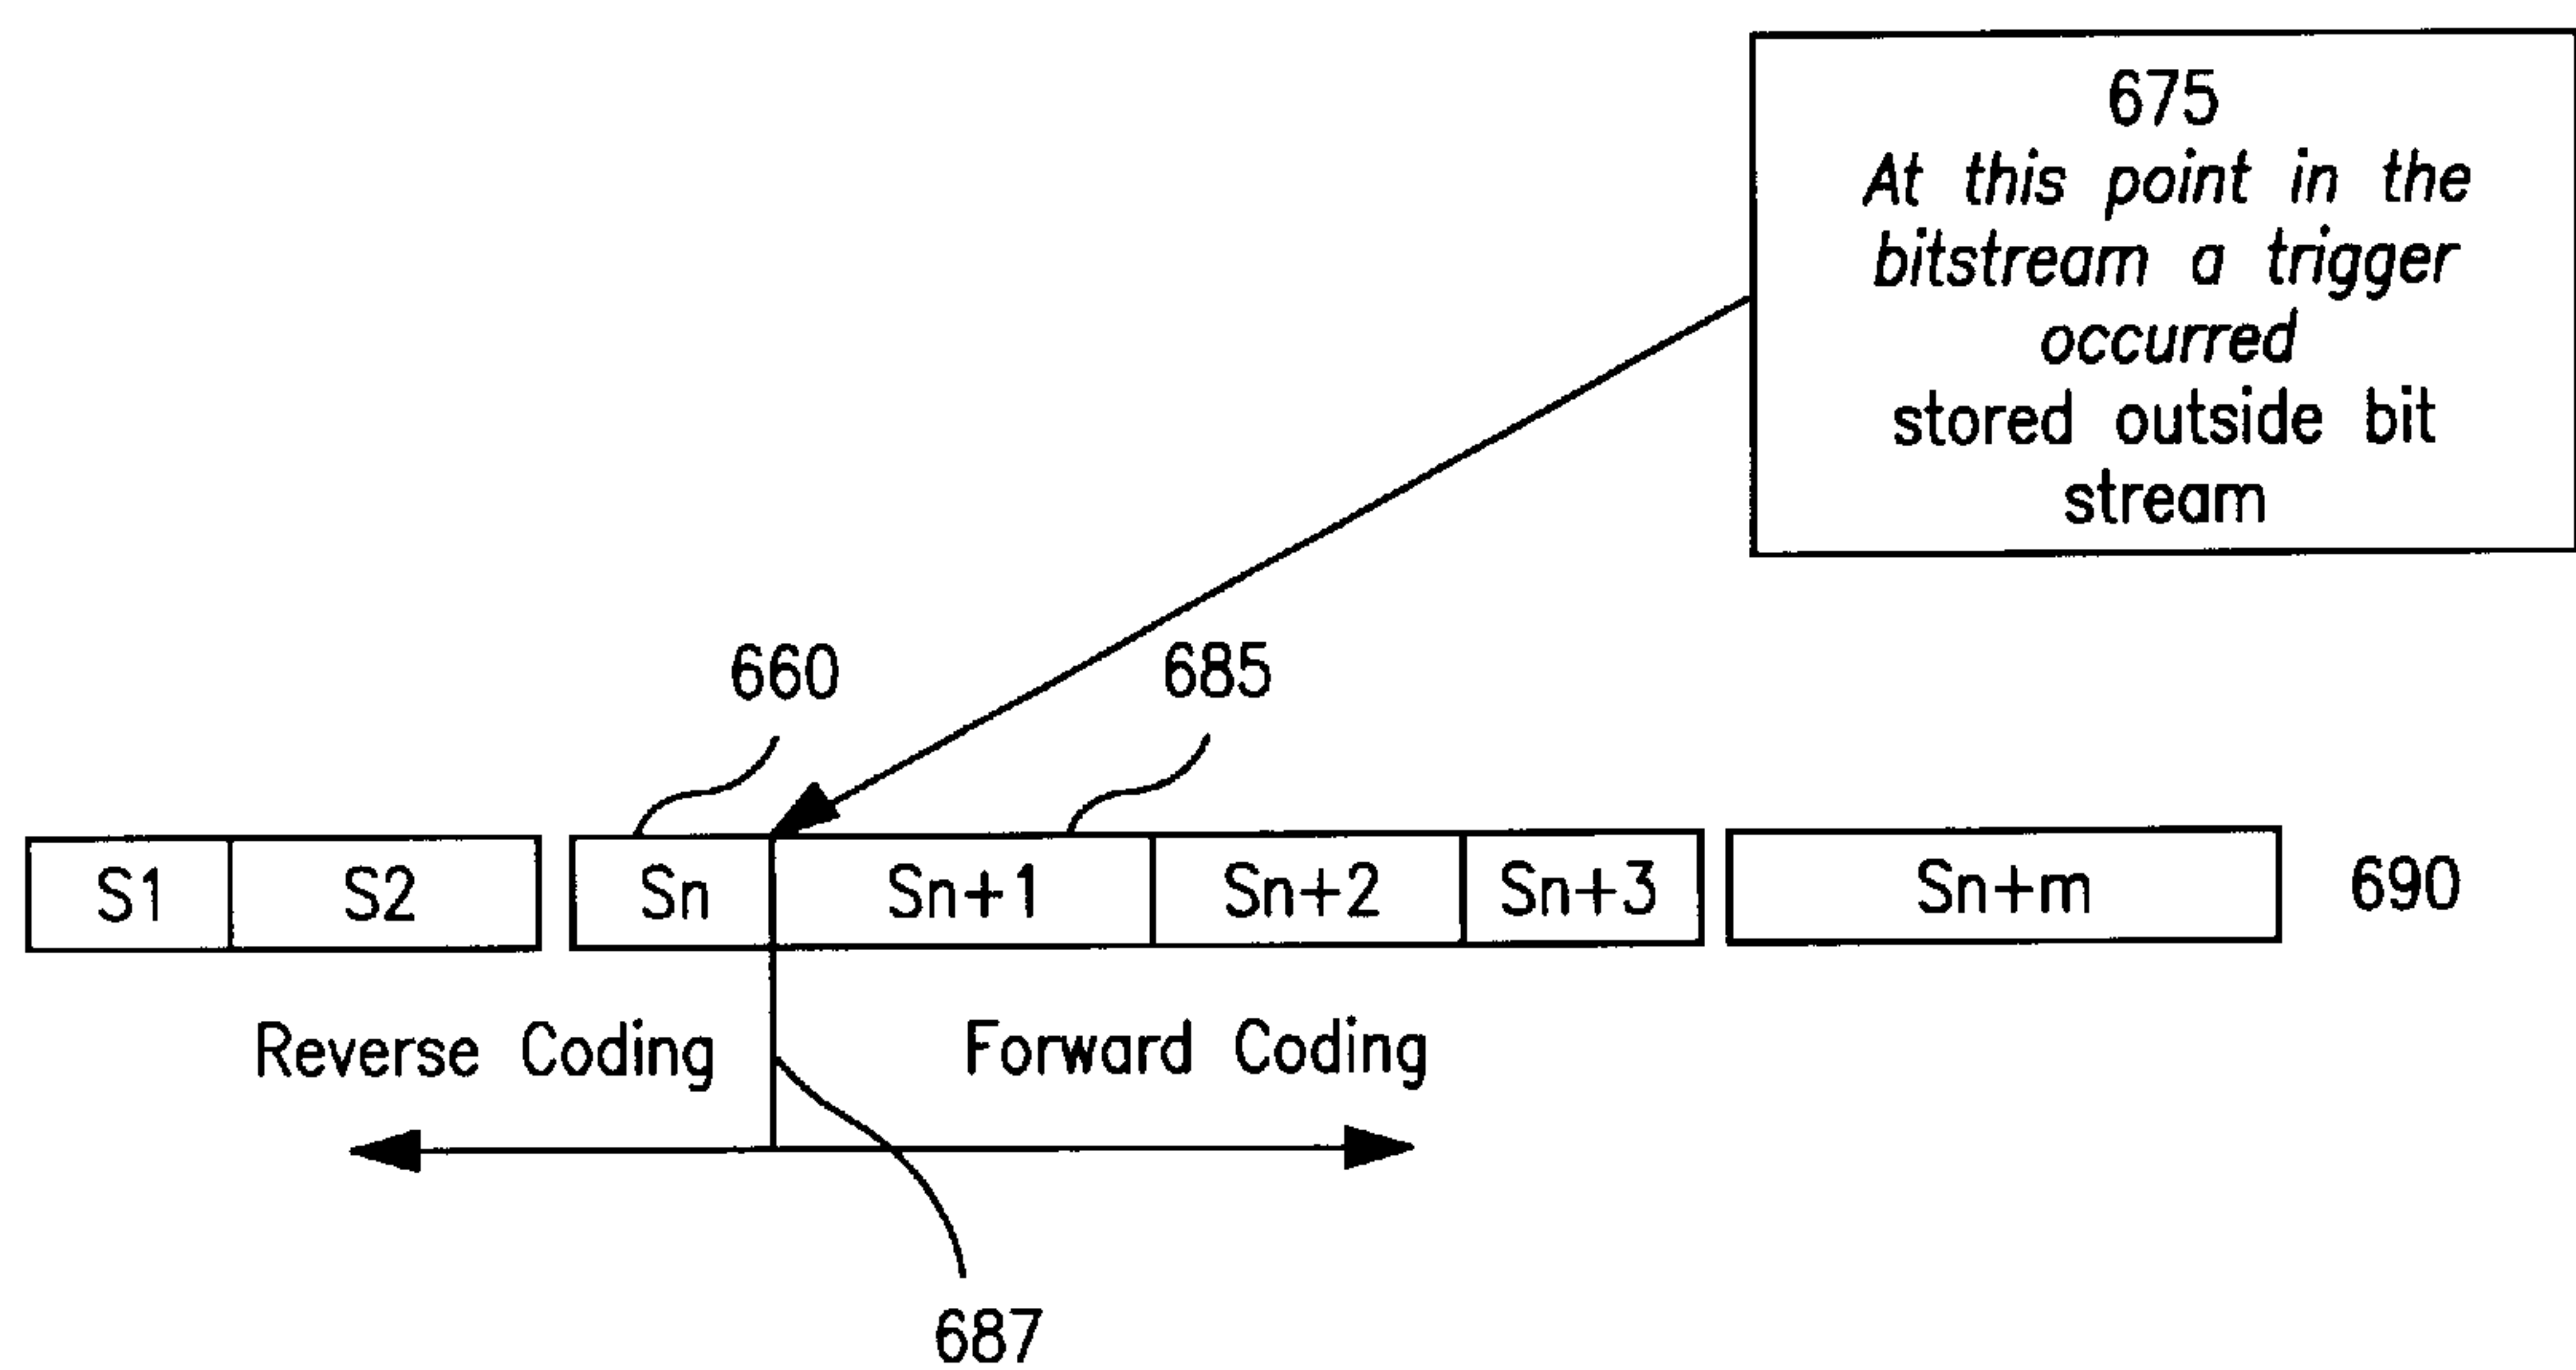 675
At this point in the
bitstream a trigger
occurred
stored outside bit
stream
660
685
S1 S2 Sn Sn+1 Sn+2 Sn+3 Sn+m 690
Reverse Coding Forward Coding
687